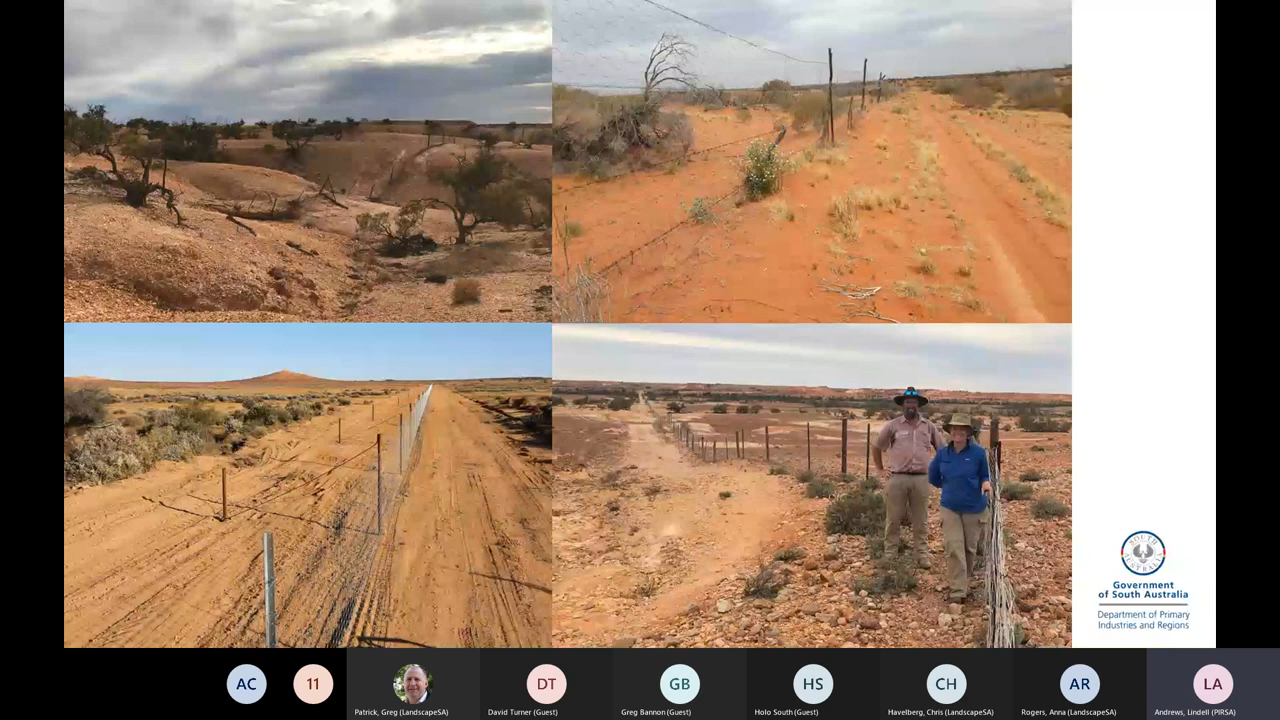 SOUTH
AUSTRALIA
Government
of South Australia
Department of Primary
Industries and Regions
AC
11
DT
GB
HS
CH
AR
LA
Patrick, Greg (LandscapeSA)
David Turner (Guest)
Greg Bannon (Guest)
Holo South (Guest)
Havelberg, Chris (LandscapeSA)
Rogers, Anna (LandscapeSA)
Andrews, Lindell (PIRSA)